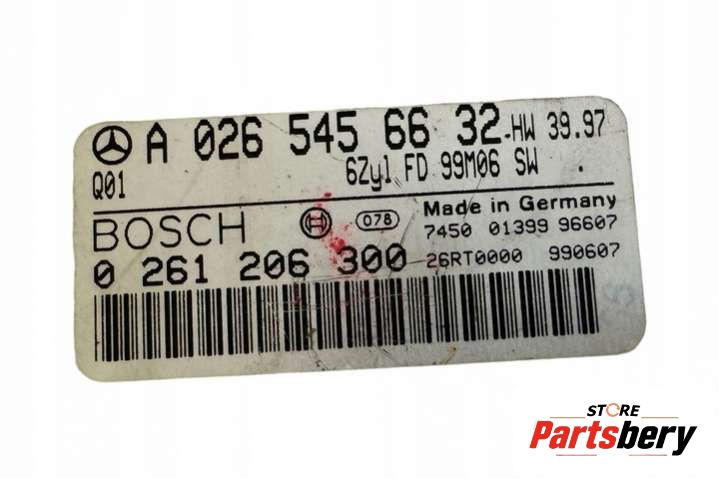 A 026 545 66 32 HW 39.97
Q01 6Zyl FD 99M06 SW .
BOSCH 078 Made in Germany
7450 01399 96607
0 261 206 300 26RT0000 990607
STORE
Partsbery